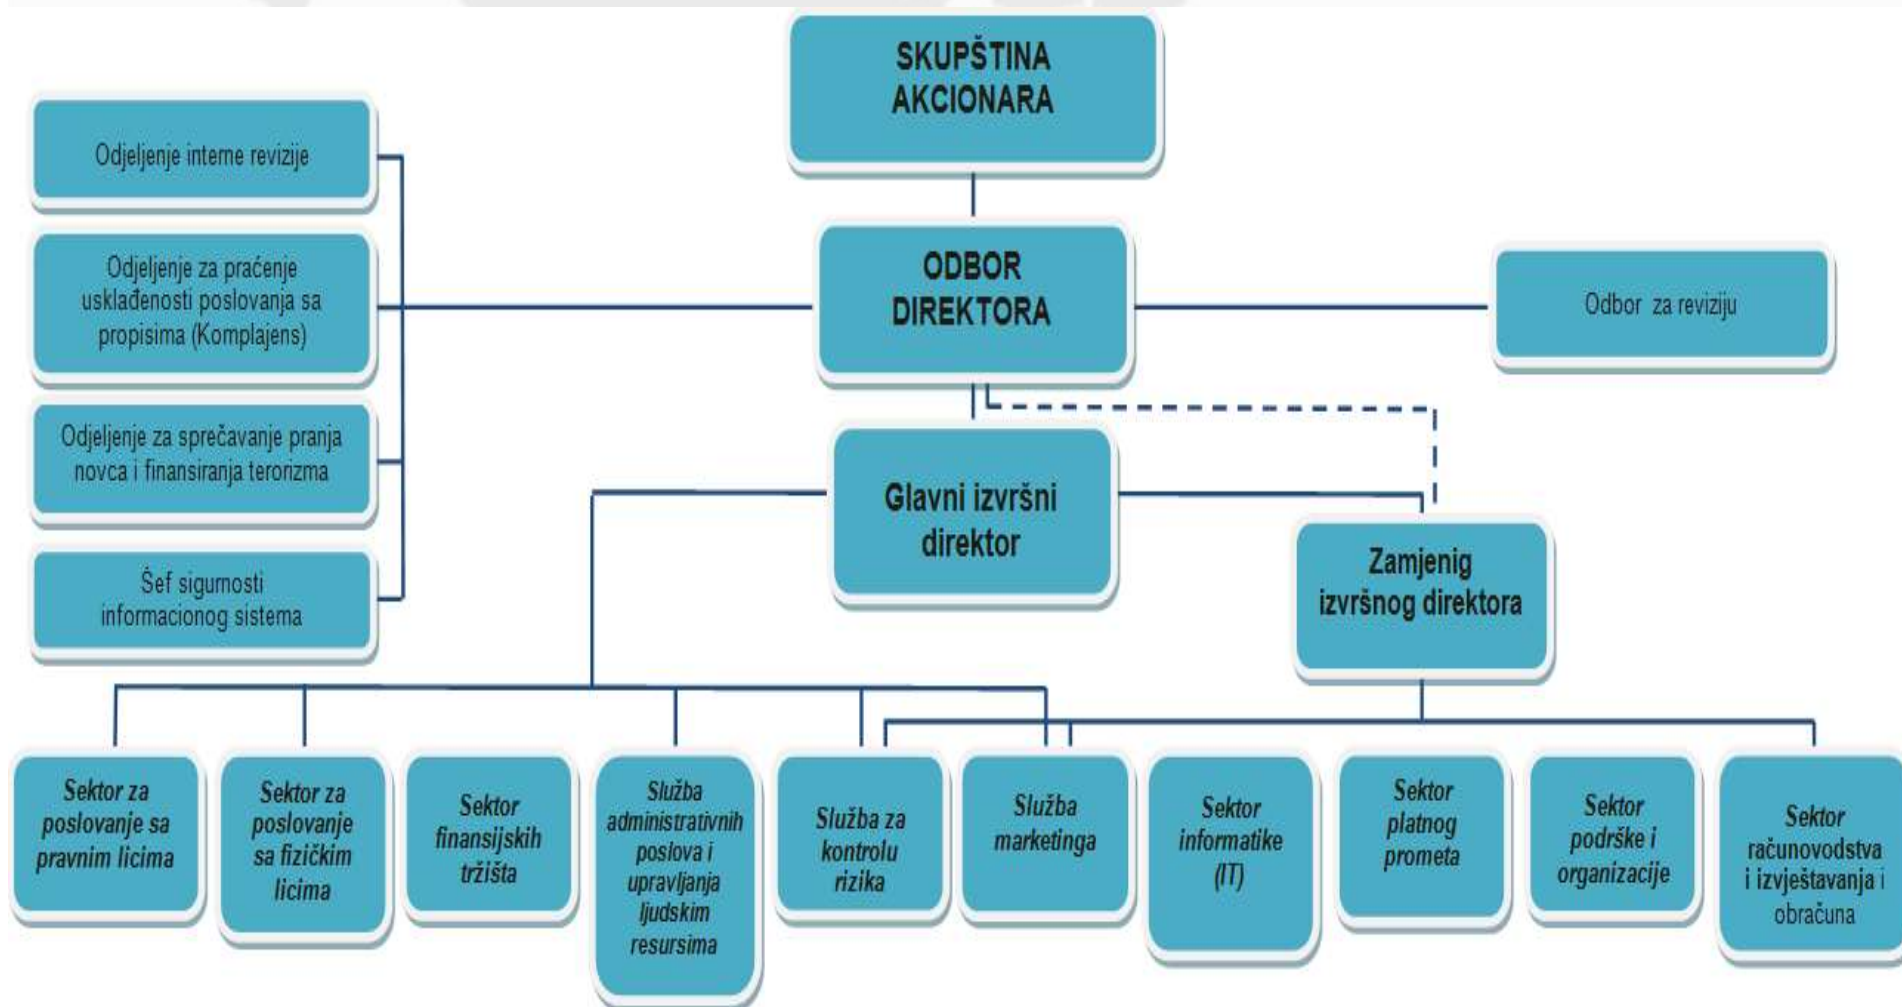 SKUPŠTINA
AKCIONARA
Odjeljenje interne revizije
Odjeljenje za praćenje
usklađenosti poslovanja sa
propisima (Komplajens)
ODBOR
DIREKTORA
Odbor za reviziju
Odjeljenje za sprečavanje pranja
novca i finansiranja terorizma
Glavni izvršni
direktor
Šef sigurnosti
informacionog sistema
Zamjenig
izvršnog direktora
Sektor za
poslovanje sa
pravnim licima
Sektor za
poslovanje
sa fizičkim
licima
Sektor
finansijskih
tržišta
Služba
administrativnih
poslova i
upravljanja
ljudskim
resursima
Služba za
kontrolu
rizika
Služba
marketinga
Sektor
informatike
(IT)
Sektor
platnog
prometa
Sektor
podrške i
organizacije
Sektor
računovodstva
i izvještavanja i
obračuna